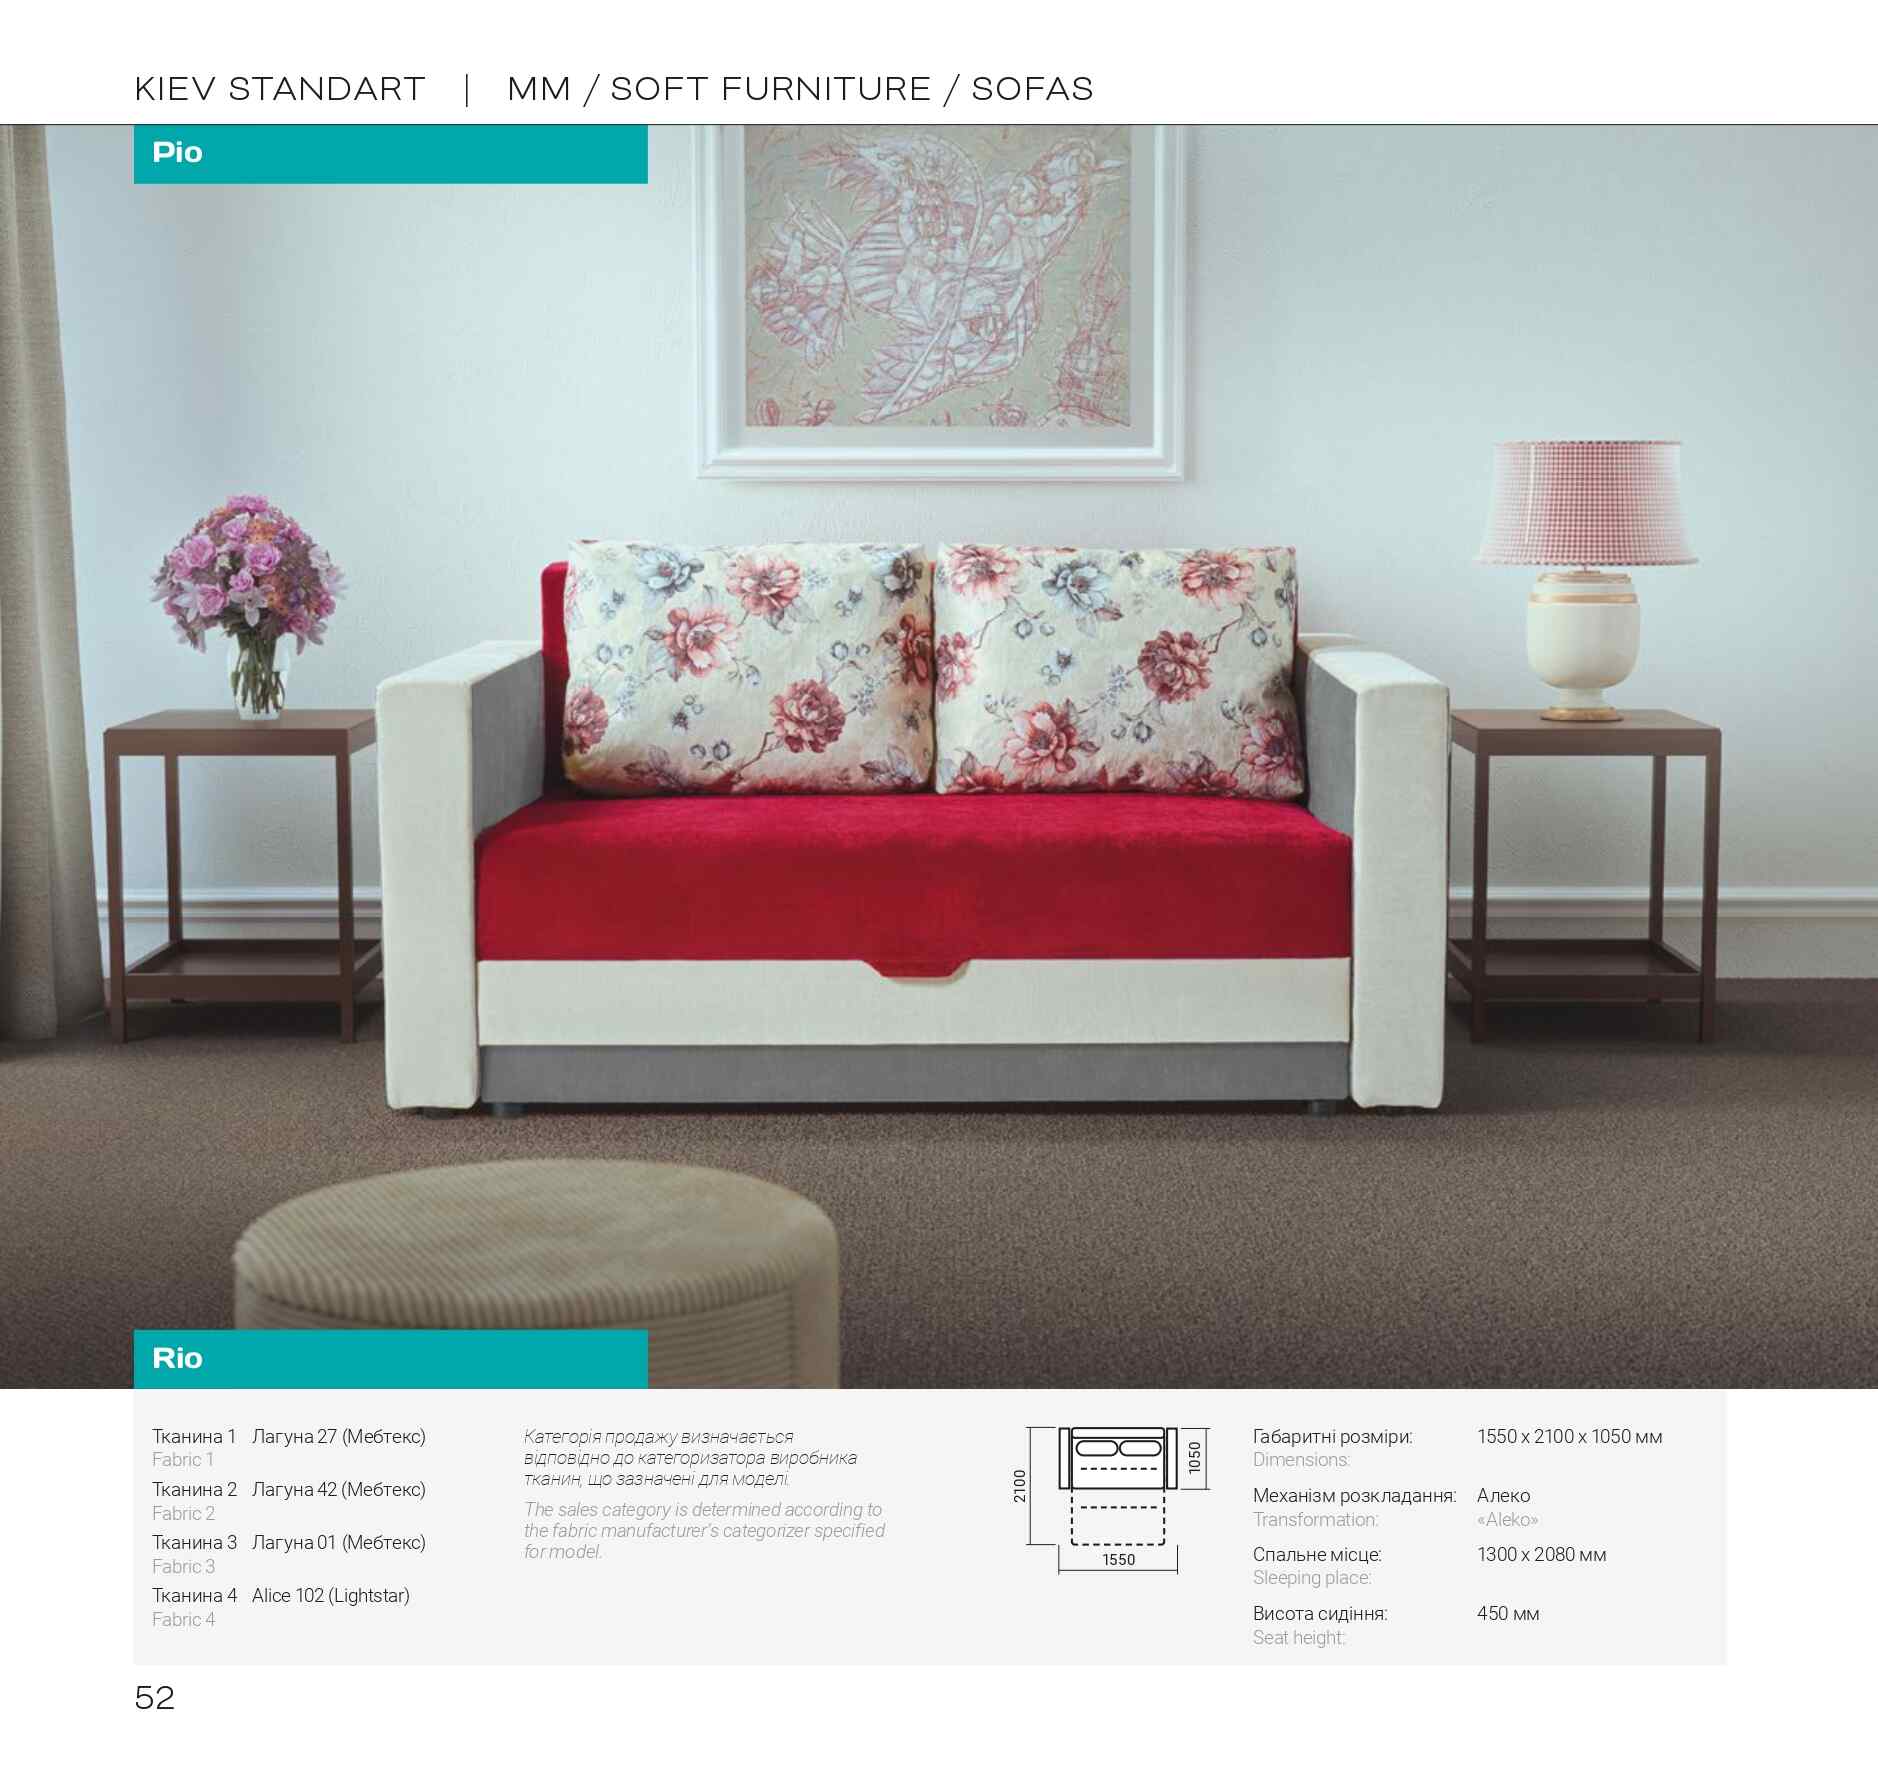 KIEV STANDART | MM / SOFT FURNITURE / SOFAS
Ріо
Rio
Тканина 1 Лагуна 27 (Мебтекс)
Fabric 1
Тканина 2 Лагуна 42 (Мебтекс)
Fabric 2
Тканина 3 Лагуна 01 (Мебтекс)
Fabric 3
Тканина 4 Alice 102 (Lightstar)
Fabric 4
Категорія продажу визначається
відповідно до категоризатора виробника
тканин, що зазначені для моделі.
The sales category is determined according to
the fabric manufacturer's categorizer specified
for model.
2100
1050
1550
Габаритні розміри: 1550 х 2100 х 1050 мм
Dimensions:
Механізм розкладання: Алеко
Transformation: «Aleko»
Спальне місце: 1300 х 2080 мм
Sleeping place:
Висота сидіння: 450 мм
Seat height:
52